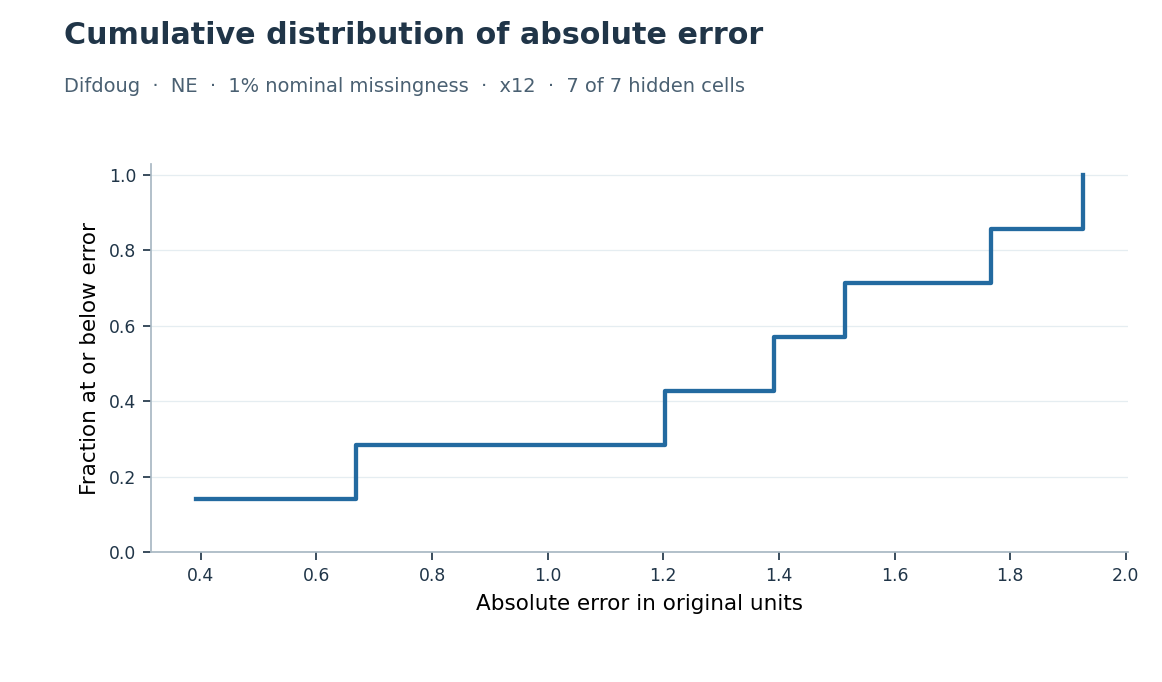 Cumulative distribution of absolute error
Difdoug · NE · 1% nominal missingness · x12 · 7 of 7 hidden cells
Fraction at or below error
1.0
0.8
0.6
0.4
0.2
0.0
0.4 0.6 0.8 1.0 1.2 1.4 1.6 1.8 2.0
Absolute error in original units